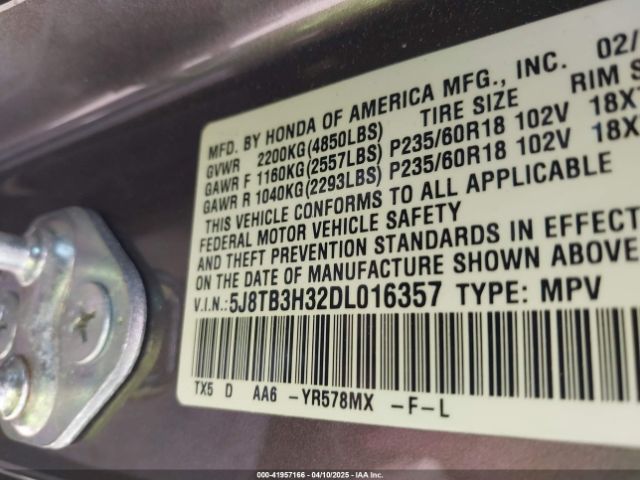 MFD. BY HONDA OF AMERICA MFG., INC. 02/
GVWR 2200KG(4850LBS) TIRE SIZE RIM S
GAWR F 1160KG(2557LBS) P235/60R18 102V 18X7
GAWR R 1040KG(2293LBS) P235/60R18 102V 18X
THIS VEHICLE CONFORMS TO ALL APPLICABLE
FEDERAL MOTOR VEHICLE SAFETY
AND THEFT PREVENTION STANDARDS IN EFFECT
ON THE DATE OF MANUFACTURE SHOWN ABOVE.
V.I.N: 5J8TB3H32DL016357 TYPE: MPV
TX5 D AA6 -YR578MX -F-L
000-41957166 - 04/10/2025 - IAA Inc.